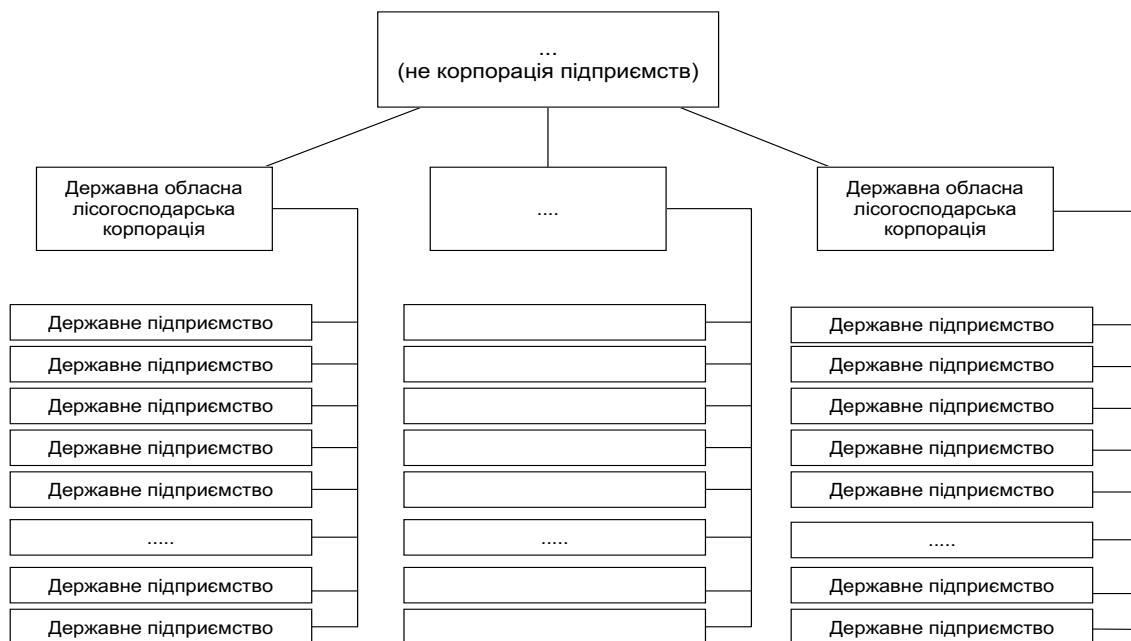 ...
(не корпорація підприємств)
Державна обласна
лісогосподарська
корпорація
....
Державна обласна
лісогосподарська
корпорація
Державне підприємство
Державне підприємство
Державне підприємство
Державне підприємство
Державне підприємство
.....
Державне підприємство
Державне підприємство
.....
Державне підприємство
Державне підприємство
Державне підприємство
Державне підприємство
Державне підприємство
.....
Державне підприємство
Державне підприємство